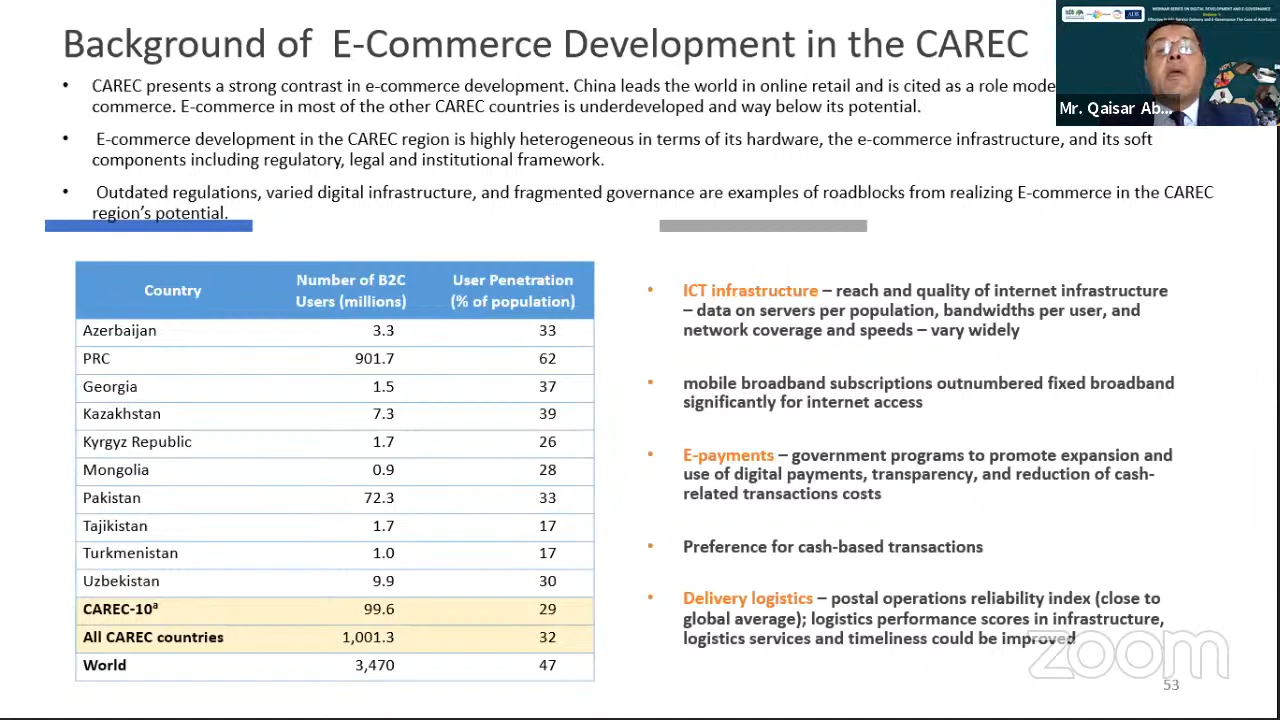 Background of E-Commerce Development in the CAREC
• CAREC presents a strong contrast in e-commerce development. China leads the world in online retail and is cited as a role mode
commerce. E-commerce in most of the other CAREC countries is underdeveloped and way below its potential.
• E-commerce development in the CAREC region is highly heterogeneous in terms of its hardware, the e-commerce infrastructure, and its soft
components including regulatory, legal and institutional framework.
• Outdated regulations, varied digital infrastructure, and fragmented governance are examples of roadblocks from realizing E-commerce in the CAREC
region's potential.
WEBINAR SERIES ON DIGITAL DEVELOPMENT AND E-GOVERNANCE
ADB
Mr. Qaisar Ab...
Country Number of B2C Users (millions) User Penetration (% of population)
Azerbaijan 3.3 33
PRC 901.7 62
Georgia 1.5 37
Kazakhstan 7.3 39
Kyrgyz Republic 1.7 26
Mongolia 0.9 28
Pakistan 72.3 33
Tajikistan 1.7 17
Turkmenistan 1.0 17
Uzbekistan 9.9 30
CAREC-10ª 99.6 29
All CAREC countries 1,001.3 32
World 3,470 47
• ICT infrastructure – reach and quality of internet infrastructure
– data on servers per population, bandwidths per user, and
network coverage and speeds – vary widely
• mobile broadband subscriptions outnumbered fixed broadband
significantly for internet access
• E-payments – government programs to promote expansion and
use of digital payments, transparency, and reduction of cash-
related transactions costs
• Preference for cash-based transactions
• Delivery logistics – postal operations reliability index (close to
global average); logistics performance scores in infrastructure,
logistics services and timeliness could be improved
zoom
53